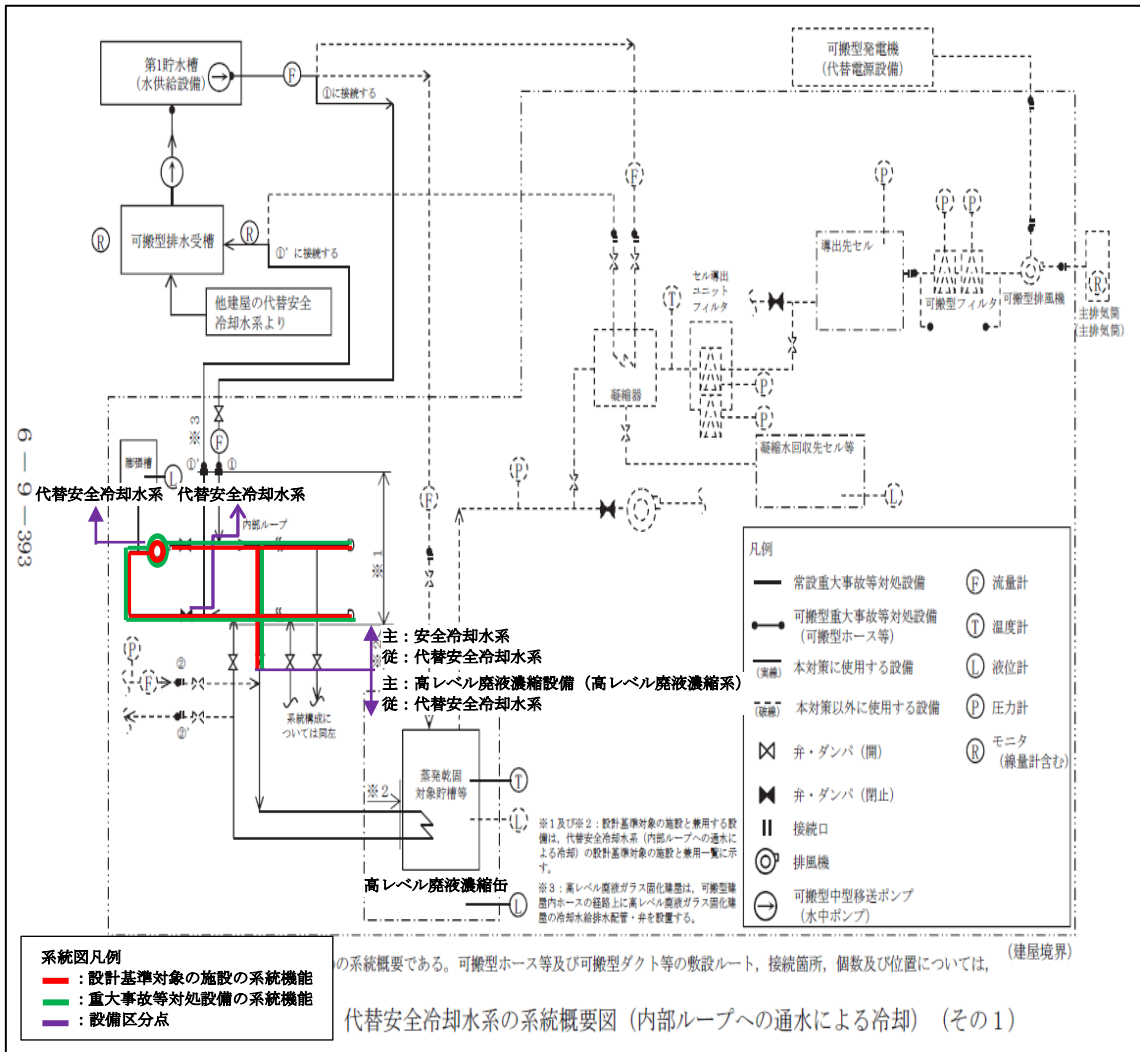 第1貯水槽
(水供給設備)
F
①に接続する
可搬型発電機
(代替電源設備)
F
R
可搬型排水受槽
R
①' に接続する
他建屋の代替安全
冷却水系より
P
P
P
導出先セル
セル導出
ユニット
フィルタ
T
可搬型フィルタ
可搬型排風機
R
主排気筒
(主排気筒)
凝縮器
P
P
凝縮水回収先セル等
L
P
F
6-9-393
※3
F
膨張槽
L
①'
①
代替安全冷却水系
代替安全冷却水系
内部ループ
※1
主:安全冷却水系
従:代替安全冷却水系
主:高レベル廃液濃縮設備(高レベル廃液濃縮系)
従:代替安全冷却水系
P
F
②
②'
系統構成に
ついては同左
※2
蒸発乾固
対象貯槽等
T
L
高レベル廃液濃縮缶
L
※1及び※2:設計基準対象の施設と兼用する設
備は,代替安全冷却水系(内部ループへの通水に
よる冷却)の設計基準対象の施設と兼用一覧に示
す。
※3:高レベル廃液ガラス固化建屋は,可搬型建
屋内ホースの経路上に高レベル廃液ガラス固化建
屋の冷却水給排水配管・弁を設置する。
凡例
常設重大事故等対処設備
可搬型重大事故等対処設備
(可搬型ホース等)
(実線)
本対策に使用する設備
(破線)
本対策以外に使用する設備
弁・ダンパ(開)
弁・ダンパ(閉止)
接続口
排風機
可搬型中型移送ポンプ
(水中ポンプ)
F 流量計
T 温度計
L 液位計
P 圧力計
R モニタ
(線量計含む)
(建屋境界)
系統図凡例
:設計基準対象の施設の系統機能
:重大事故等対処設備の系統機能
:設備区分点
の系統概要である。可搬型ホース等及び可搬型ダクト等の敷設ルート,接続箇所,個数及び位置については,
代替安全冷却水系の系統概要図(内部ループへの通水による冷却)(その1)